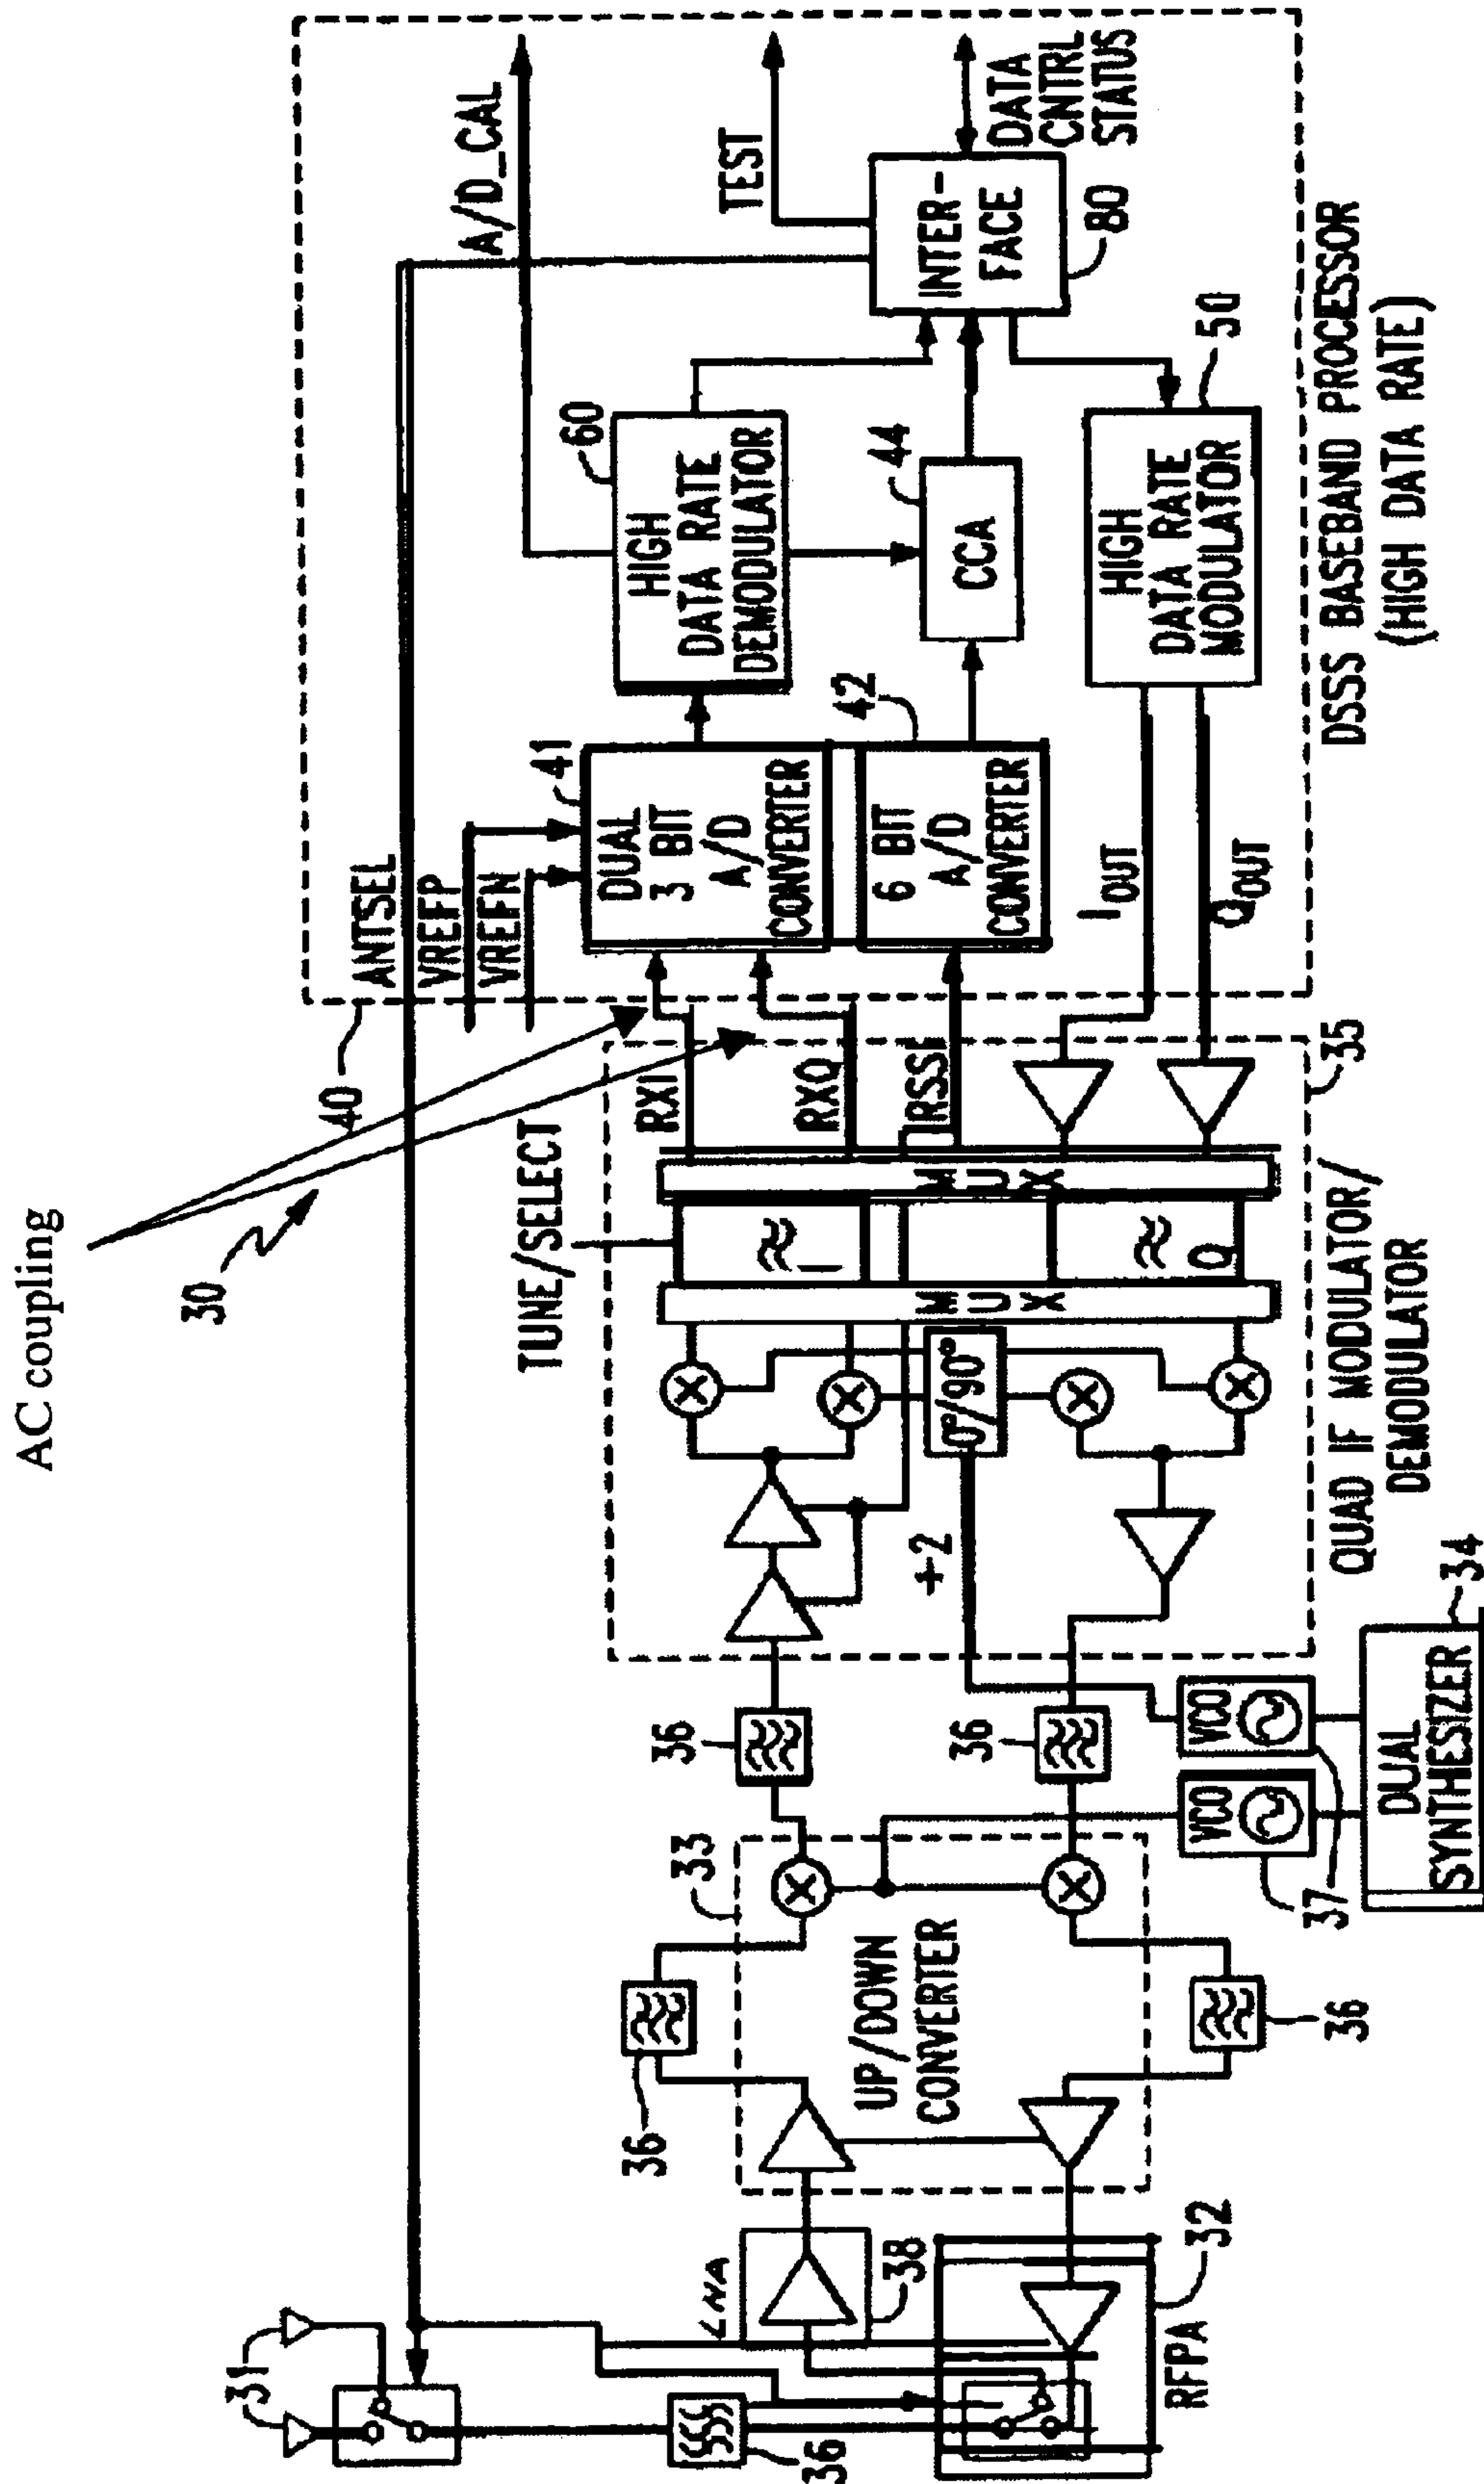 AC coupling
30
40
31
ANTSEL
VREFP
VREFN
A/D_CAL
TEST
DATA
CNTRL
STATUS
INTER-
FACE
80
60
HIGH
DATA RATE
DEMODULATOR
44
CCA
HIGH
DATA RATE
MODULATOR
50
41
DUAL
3 BIT
A/D
CONVERTER
42
6 BIT
A/D
CONVERTER
I OUT
Q OUT
DSSS BASEBAND PROCESSOR
(HIGH DATA RATE)
TUNE/SELECT
RXI
RXQ
RSSI
35
MUX
I
Q
MUX
0°/90°
+2
QUAD IF MODULATOR/
DEMODULATOR
36
36
VCO
VCO
37
34
DUAL
SYNTHESIZER
33
UP/DOWN
CONVERTER
36
36
LNA
38
32
RFPA
36